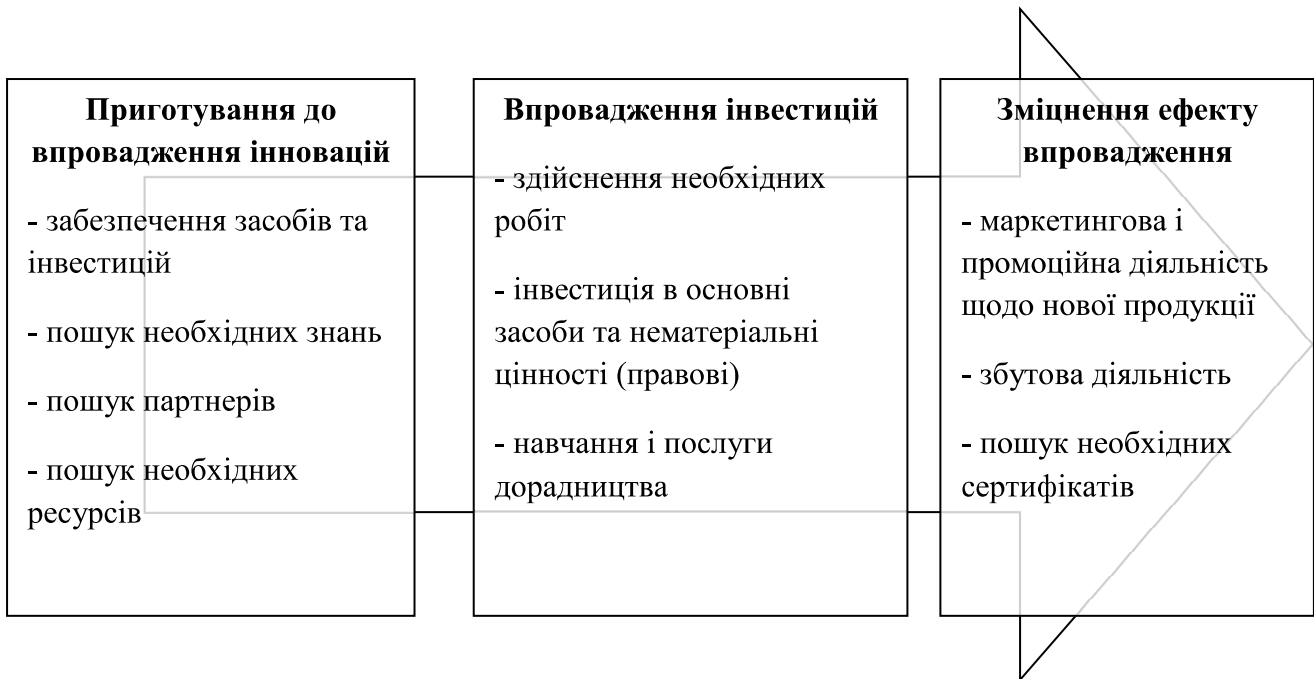 Приготування до
впровадження інновацій
- забезпечення засобів та
інвестицій
- пошук необхідних знань
- пошук партнерів
- пошук необхідних
ресурсів
Впровадження інвестицій
- здійснення необхідних
робіт
- інвестиція в основні
засоби та нематеріальні
цінності (правові)
- навчання і послуги
дорадництва
Зміцнення ефекту
впровадження
- маркетингова і
промоційна діяльність
щодо нової продукції
- збутова діяльність
- пошук необхідних
сертифікатів